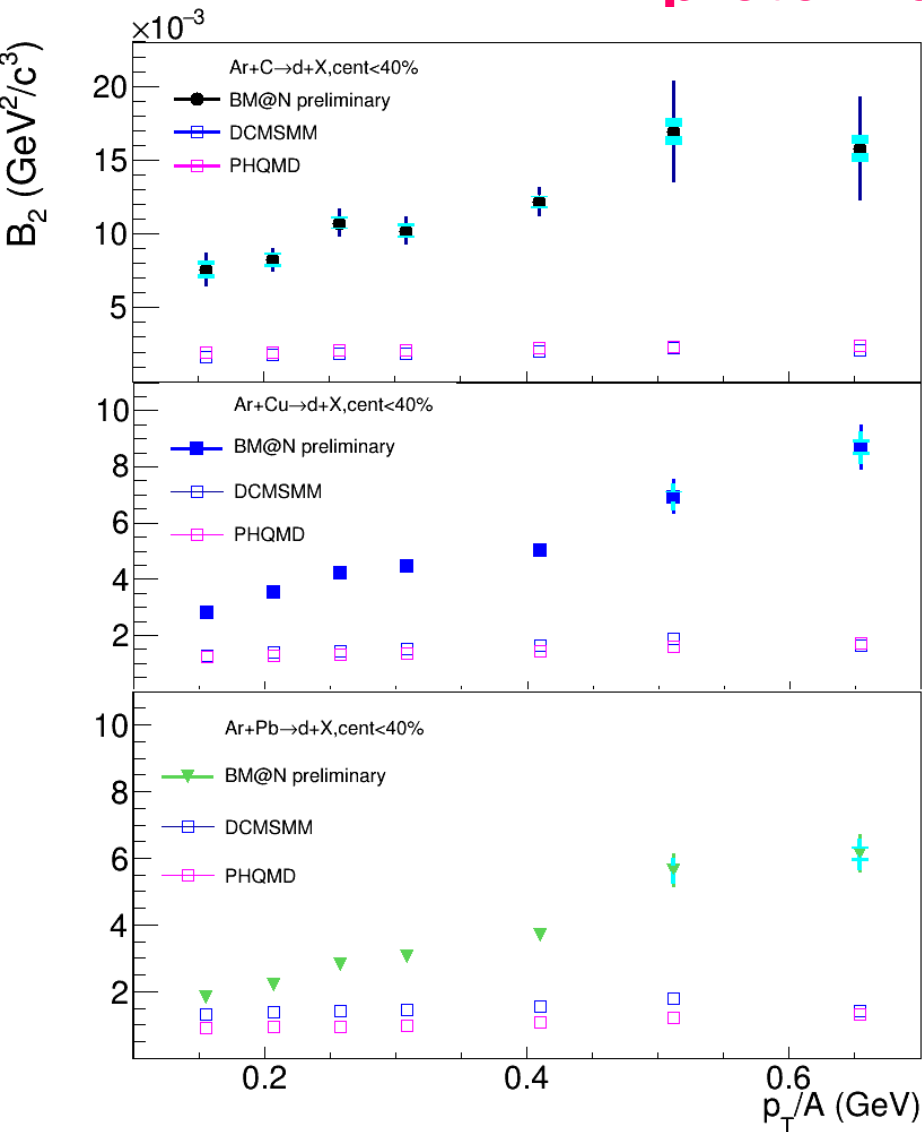 ×10⁻³
B₂ (GeV²/c³)
Ar+C→d+X,cent<40%
BM@N preliminary
DCMSMM
PHQMD
20
15
10
5
Ar+Cu→d+X,cent<40%
BM@N preliminary
DCMSMM
PHQMD
10
8
6
4
2
Ar+Pb→d+X,cent<40%
BM@N preliminary
DCMSMM
PHQMD
10
8
6
4
2
0.2 0.4 0.6
p_T/A (GeV)